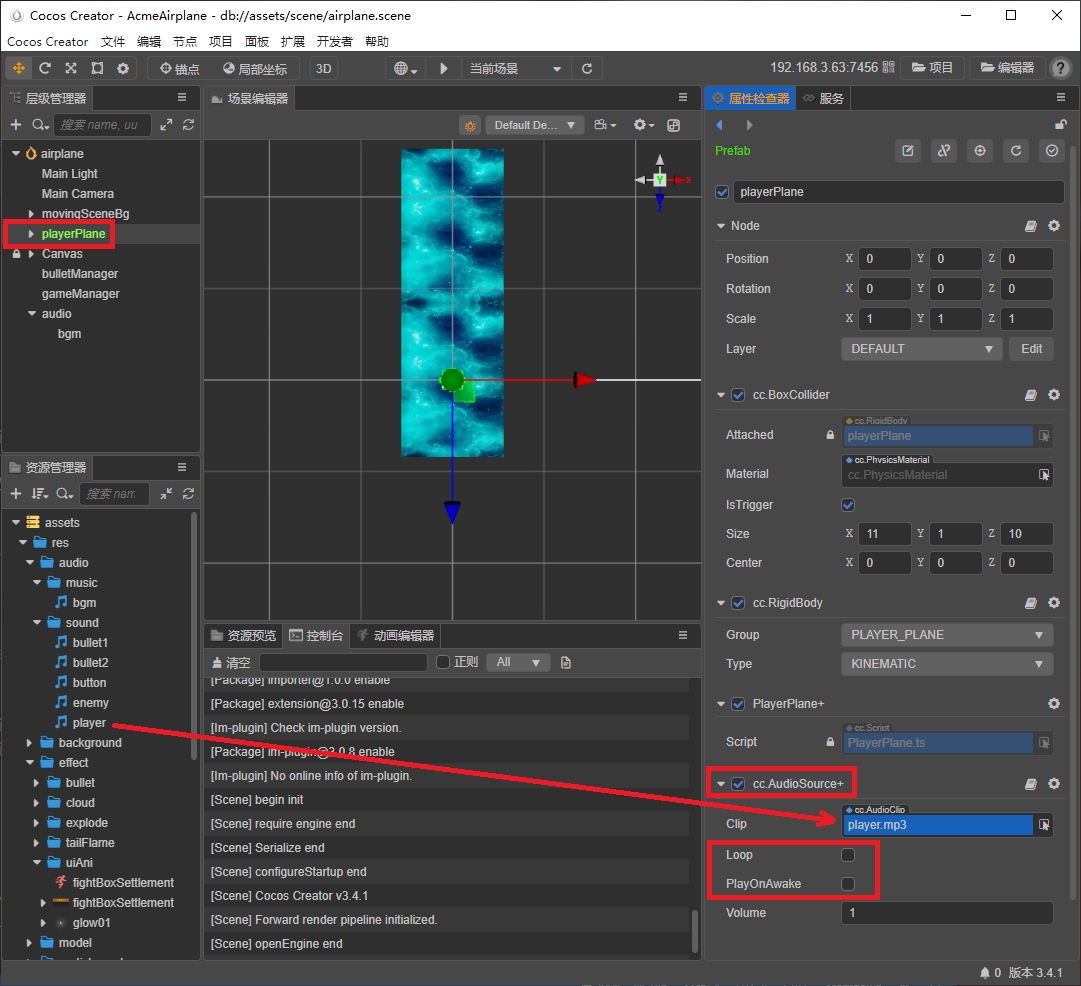 Cocos Creator - AcmeAirplane - db://assets/scene/airplane.scene
Cocos Creator 文件 编辑 节点 项目 面板 扩展 开发者 帮助
锚点 局部坐标 3D 当前场景 192.168.3.63:7456 项目 编辑器 ?
层级管理器
搜索 name, uu
airplane
Main Light
Main Camera
movingSceneBg
playerPlane
Canvas
bulletManager
gameManager
audio
bgm
资源管理器
搜索 nam
assets
res
audio
music
bgm
sound
bullet1
bullet2
button
enemy
player
background
effect
bullet
cloud
explode
tailFlame
uiAni
fightBoxSettlement
fightBoxSettlement
glow01
model
场景编辑器
Default De...
Y X
资源预览 控制台 动画编辑器
清空 正则 All
[Package] importer@1.0.0 enable
[Package] extension@3.0.15 enable
[Im-plugin] Check im-plugin version.
[Package] im-plugin@3.0.8 enable
[Im-plugin] No online info of im-plugin.
[Scene] begin init
[Scene] require engine end
[Scene] Serialize end
[Scene] configureStartup end
[Scene] Cocos Creator v3.4.1
[Scene] Forward render pipeline initialized.
[Scene] openEngine end
属性检查器 服务
Prefab
playerPlane
Node
Position X 0 Y 0 Z 0
Rotation X 0 Y 0 Z 0
Scale X 1 Y 1 Z 1
Layer DEFAULT Edit
cc.BoxCollider
cc.RigidBody
Attached playerPlane
cc.PhysicsMaterial
Material cc.PhysicsMaterial
IsTrigger
Size X 11 Y 1 Z 10
Center X 0 Y 0 Z 0
cc.RigidBody
Group PLAYER_PLANE
Type KINEMATIC
PlayerPlane+
cc.Script
Script PlayerPlane.ts
cc.AudioSource+
cc.AudioClip
Clip player.mp3
Loop
PlayOnAwake
Volume 1
0 版本 3.4.1